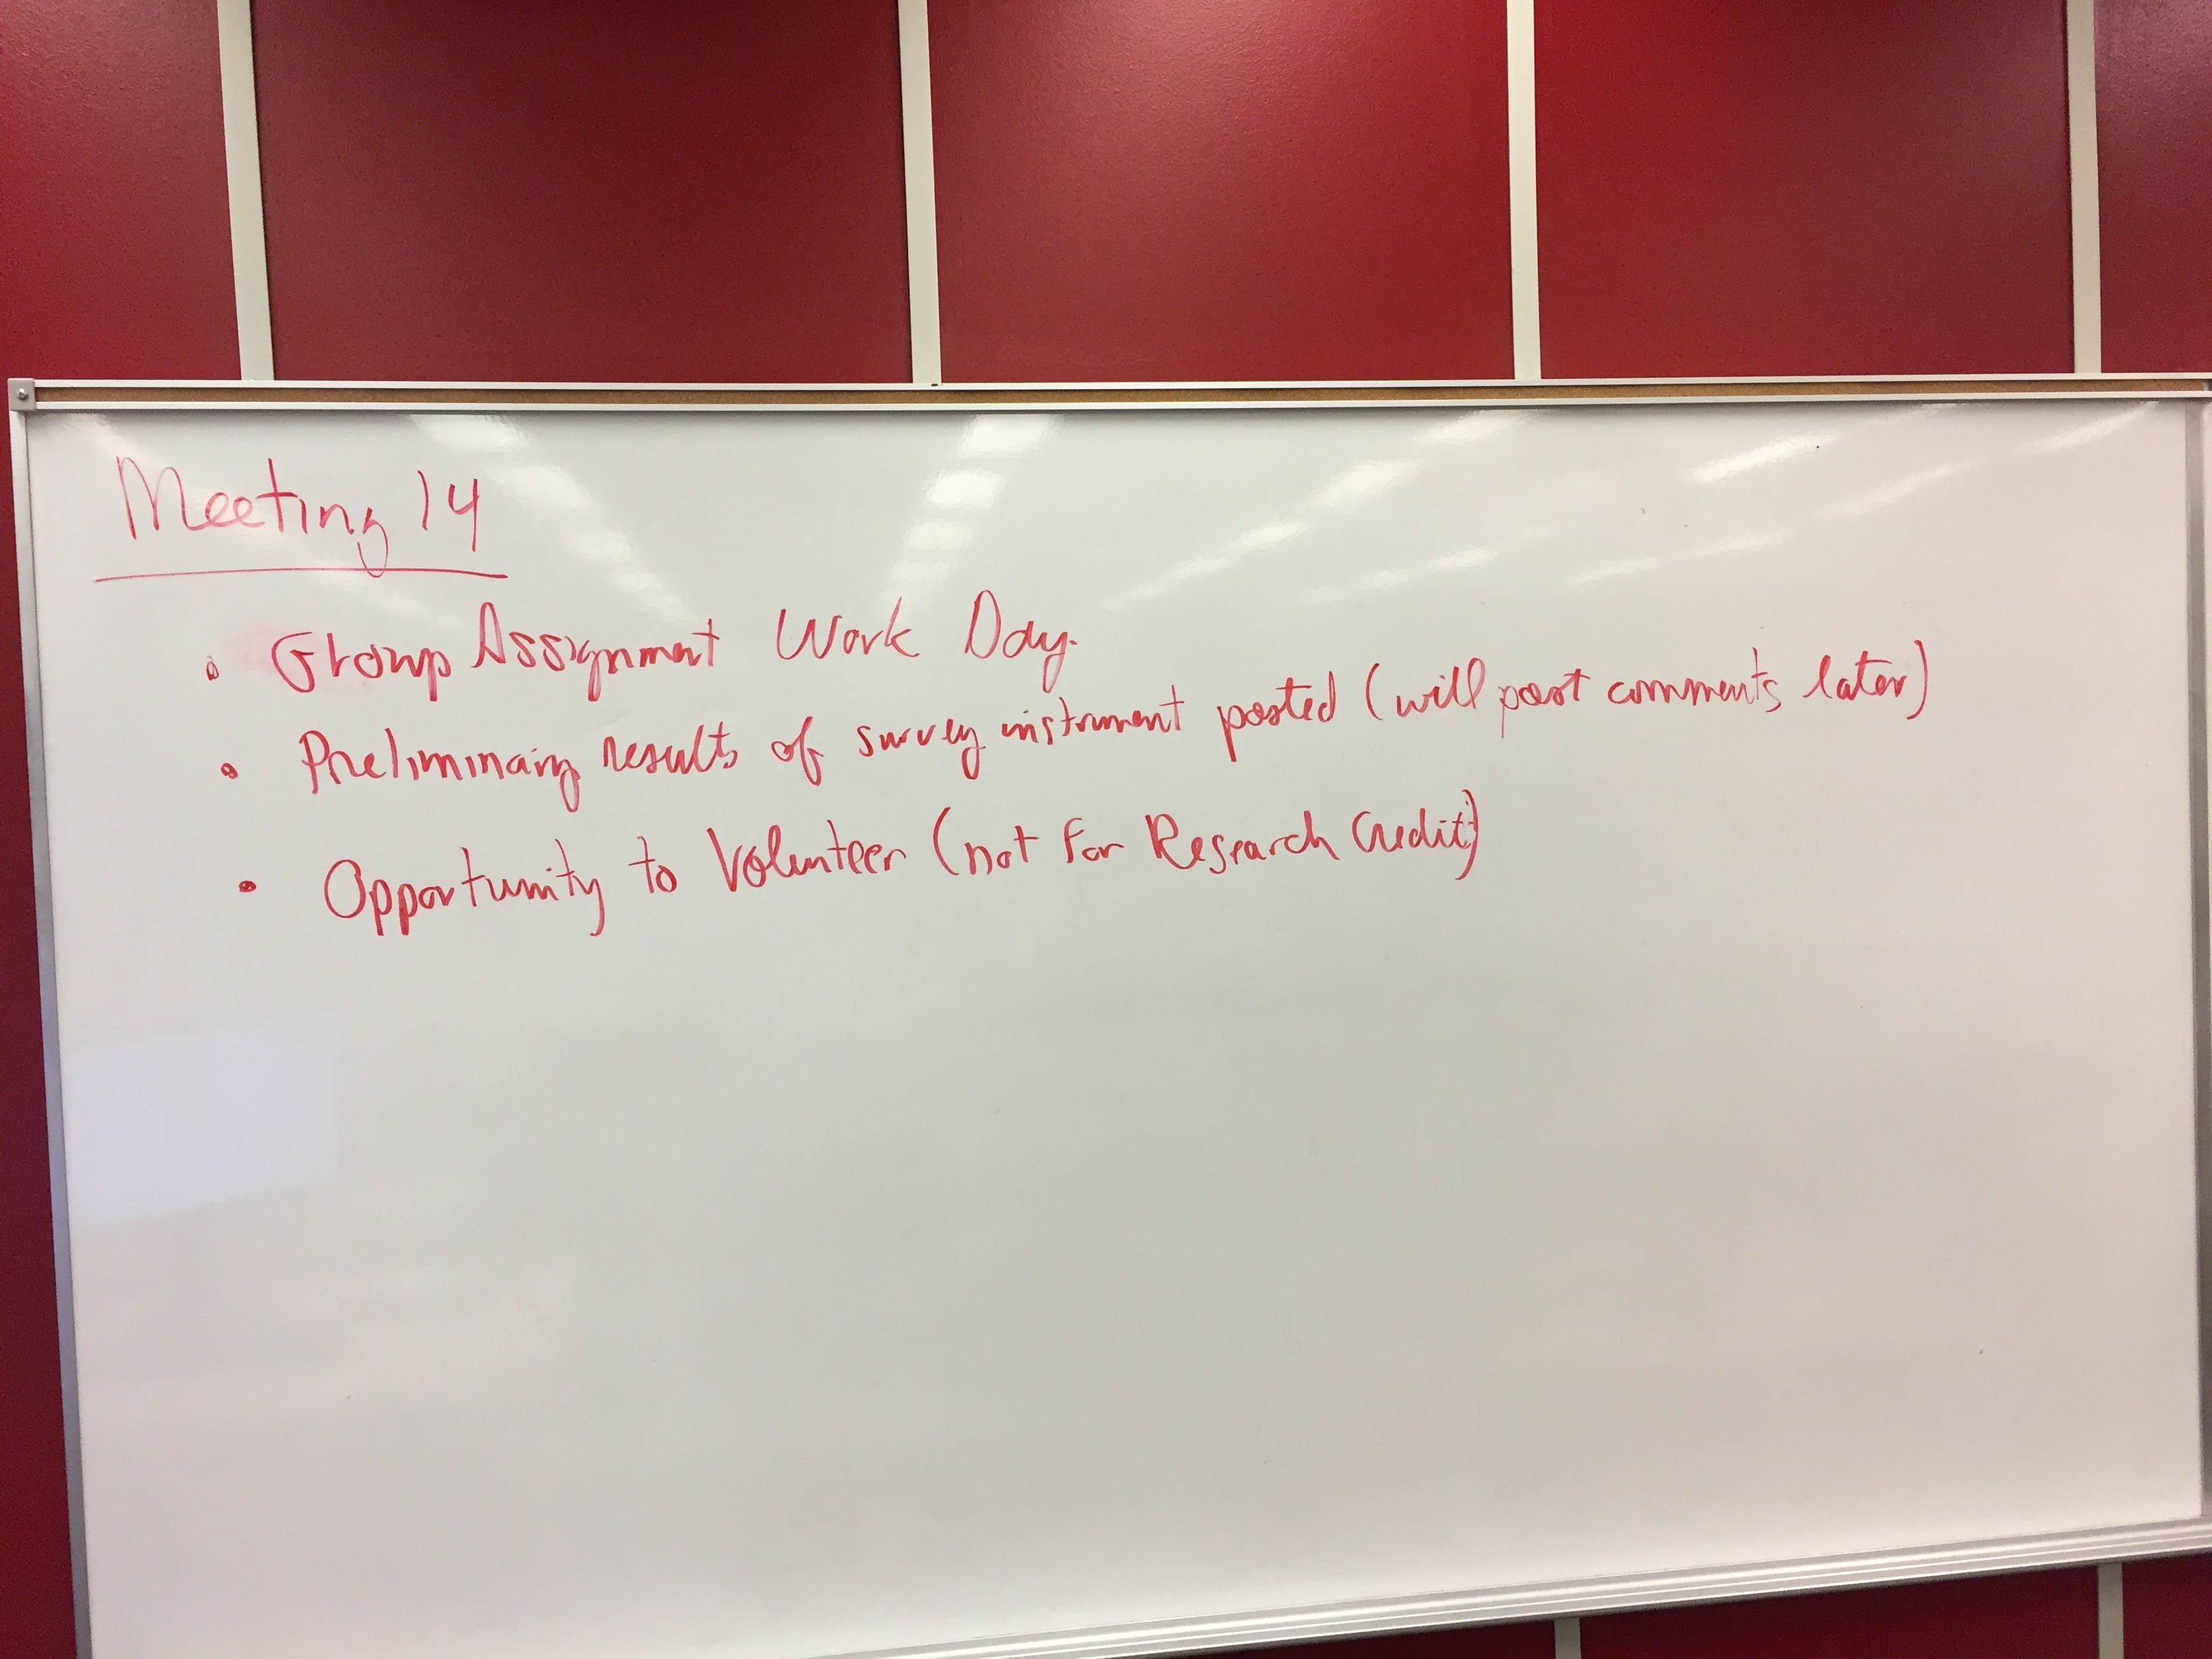 Meeting 14
• Group Assignment Work Day.
• Preliminary results of survey instrument posted (will post comments later)
• Opportunity to Volunteer (not for Research Credit)